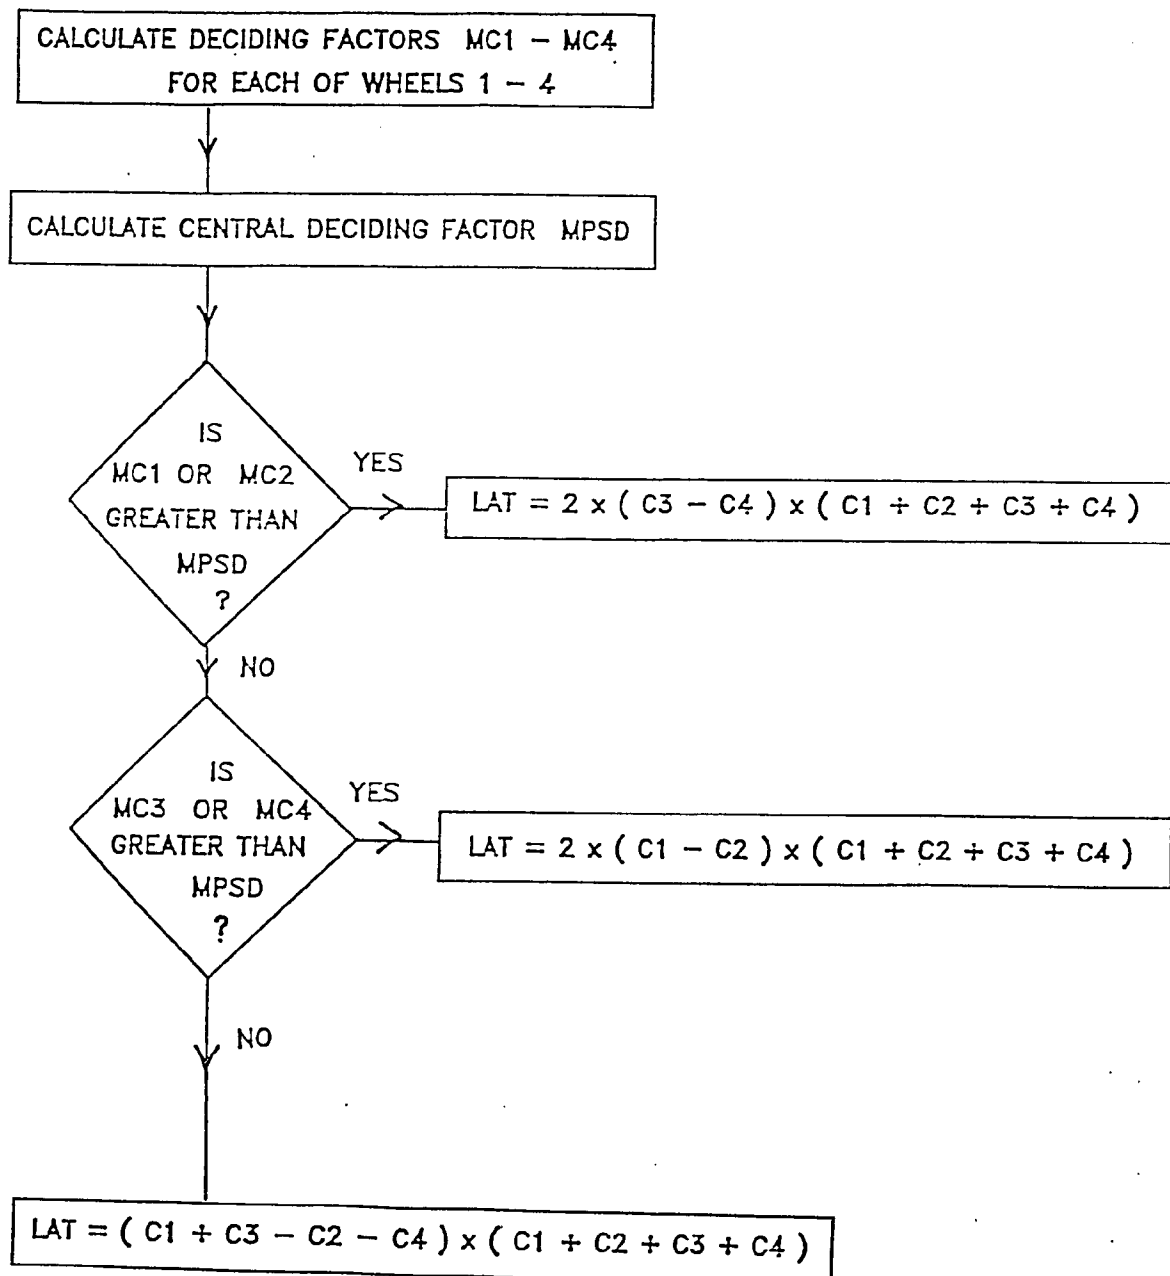 CALCULATE DECIDING FACTORS MC1 - MC4
FOR EACH OF WHEELS 1 - 4
CALCULATE CENTRAL DECIDING FACTOR MPSD
IS
MC1 OR MC2
GREATER THAN
MPSD
?
YES
LAT = 2 x ( C3 - C4 ) x ( C1 + C2 + C3 + C4 )
NO
IS
MC3 OR MC4
GREATER THAN
MPSD
?
YES
LAT = 2 x ( C1 - C2 ) x ( C1 + C2 + C3 + C4 )
NO
LAT = ( C1 + C3 - C2 - C4 ) x ( C1 + C2 + C3 + C4 )